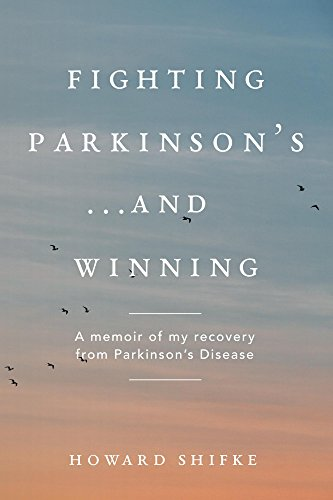 FIGHTING
PARKINSON'S
...AND
WINNING
A memoir of my recovery
from Parkinson's Disease
HOWARD SHIFKE